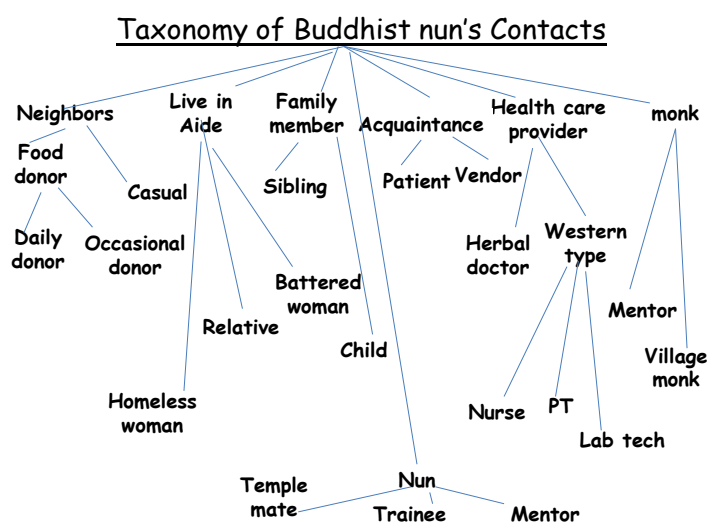 Taxonomy of Buddhist nun's Contacts
Neighbors
Live in
Aide
Family
member
Acquaintance
Health care
provider
monk
Food
donor
Casual
Sibling
Patient
Vendor
Daily
donor
Occasional
donor
Herbal
doctor
Western
type
Battered
woman
Relative
Child
Mentor
Village
monk
Homeless
woman
Nurse
PT
Lab tech
Nun
Temple
mate
Trainee
Mentor